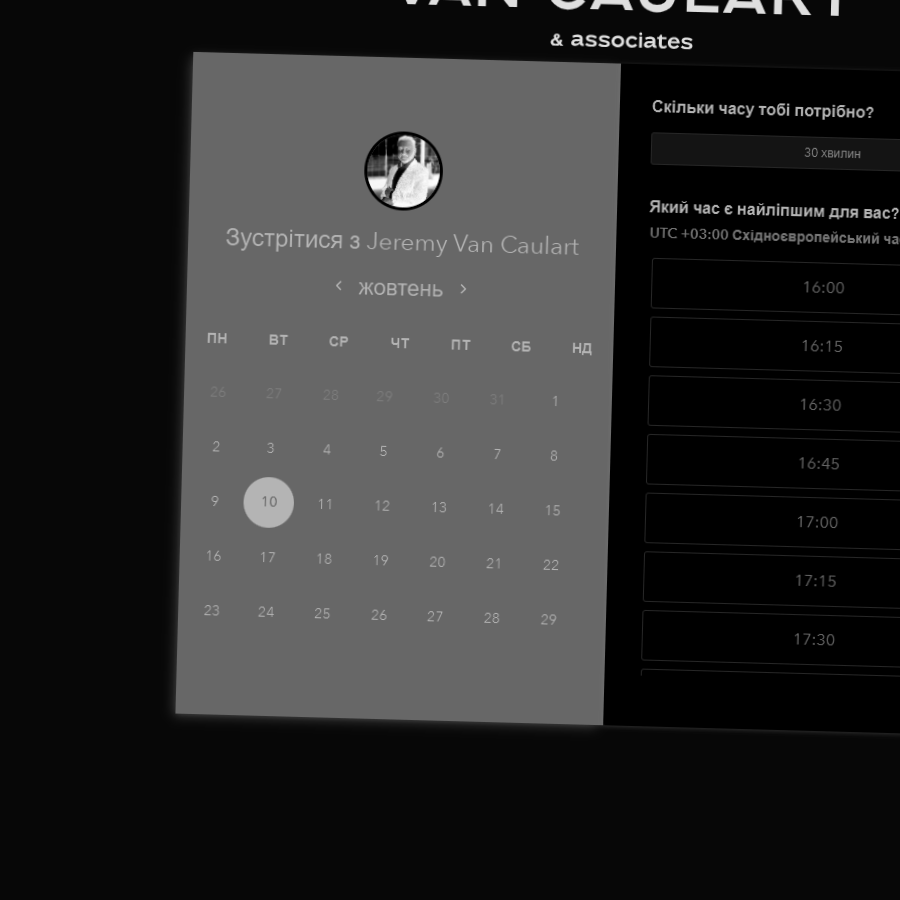 VAN CAULART
& associates
Зустрітися з Jeremy Van Caulart
жовтень
ПН ВТ СР ЧТ ПТ СБ НД
26 27 28 29 30 31 1
2 3 4 5 6 7 8
9 10 11 12 13 14 15
16 17 18 19 20 21 22
23 24 25 26 27 28 29
Скільки часу тобі потрібно?
30 хвилин
Який час є найліпшим для вас?
UTC +03:00 Східноєвропейський
16:00
16:15
16:30
16:45
17:00
17:15
17:30